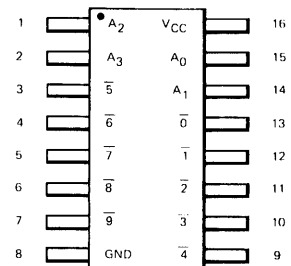 1 A₂ V_CC 16
2 A₃ A₀ 15
3 5̅ A₁ 14
4 6̅ 0̅ 13
5 7̅ 1̅ 12
6 8̅ 2̅ 11
7 9̅ 3̅ 10
8 GND 4̅ 9